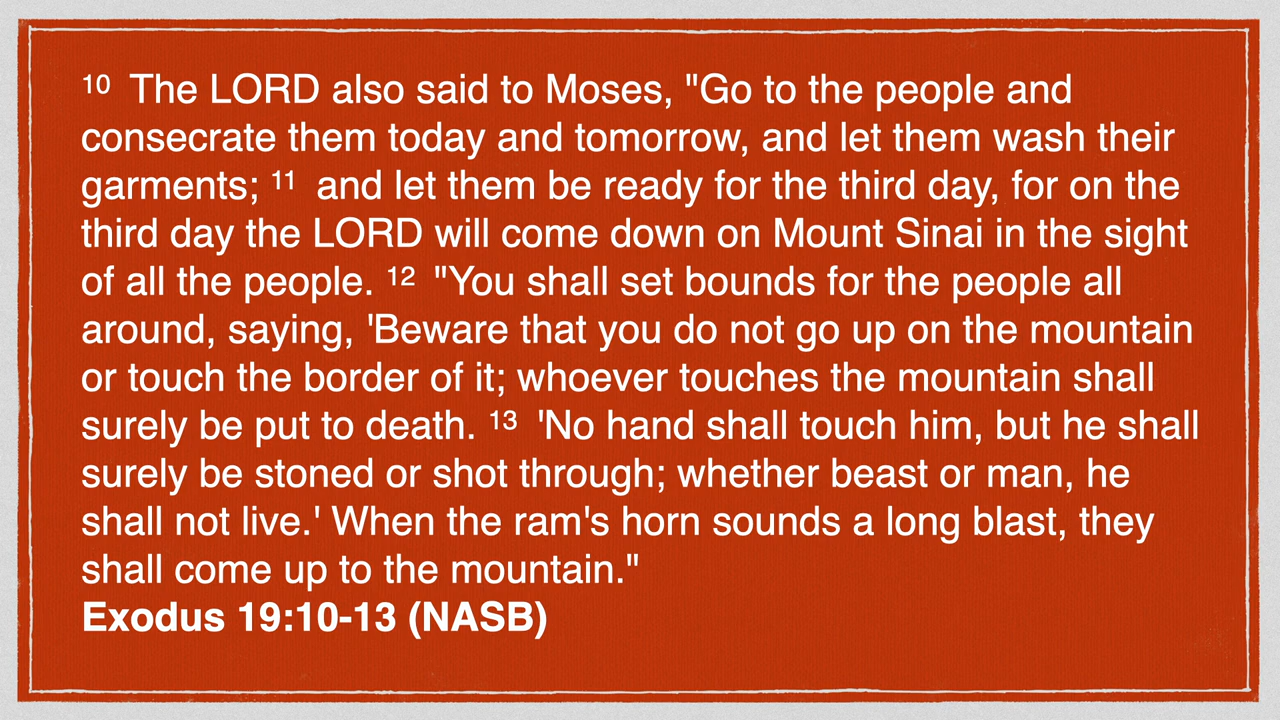 10 The LORD also said to Moses, "Go to the people and
consecrate them today and tomorrow, and let them wash their
garments; 11 and let them be ready for the third day, for on the
third day the LORD will come down on Mount Sinai in the sight
of all the people. 12 "You shall set bounds for the people all
around, saying, 'Beware that you do not go up on the mountain
or touch the border of it; whoever touches the mountain shall
surely be put to death. 13 'No hand shall touch him, but he shall
surely be stoned or shot through; whether beast or man, he
shall not live.' When the ram's horn sounds a long blast, they
shall come up to the mountain."
Exodus 19:10-13 (NASB)